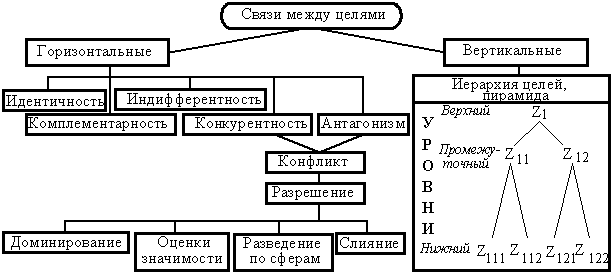 Связи между целями
Горизонтальные
Вертикальные
Идентичность
Индифферентность
Комплементарность
Конкурентность
Антагонизм
Конфликт
Разрешение
Доминирование
Оценки
значимости
Разведение
по сферам
Слияние
Иерархия целей,
пирамида
УРОВНИ
Верхний
Z1
Промежу-
точный
Z11 Z12
Нижний
Z111 Z112 Z121 Z122